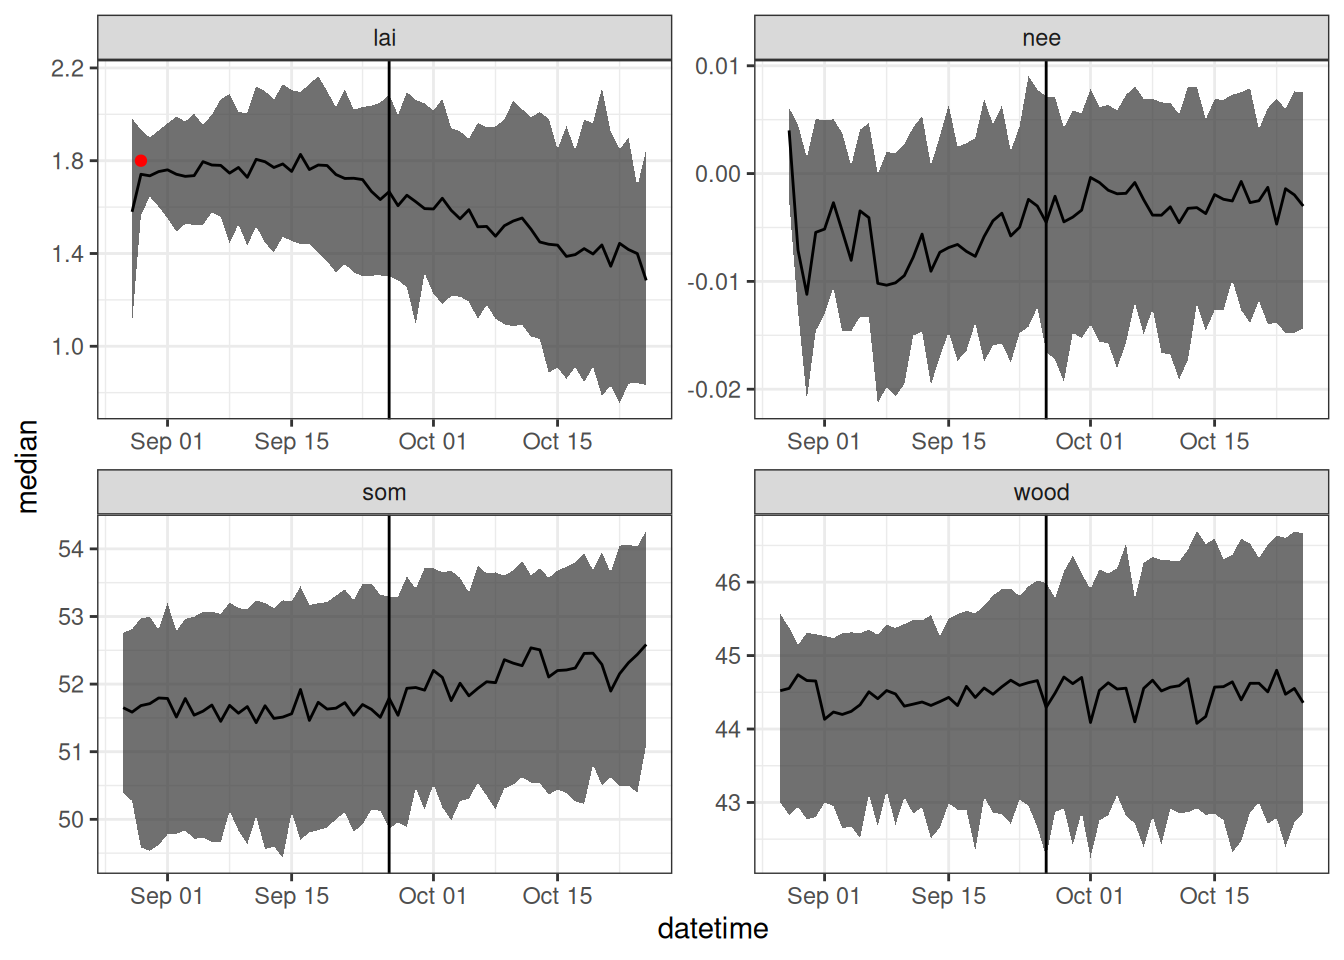 lai
nee
2.2
1.8
1.4
1.0
0.01
0.00
-0.01
-0.02
Sep 01 Sep 15 Oct 01 Oct 15
Sep 01 Sep 15 Oct 01 Oct 15
median
som
wood
54
53
52
51
50
46
45
44
43
Sep 01 Sep 15 Oct 01 Oct 15
Sep 01 Sep 15 Oct 01 Oct 15
datetime